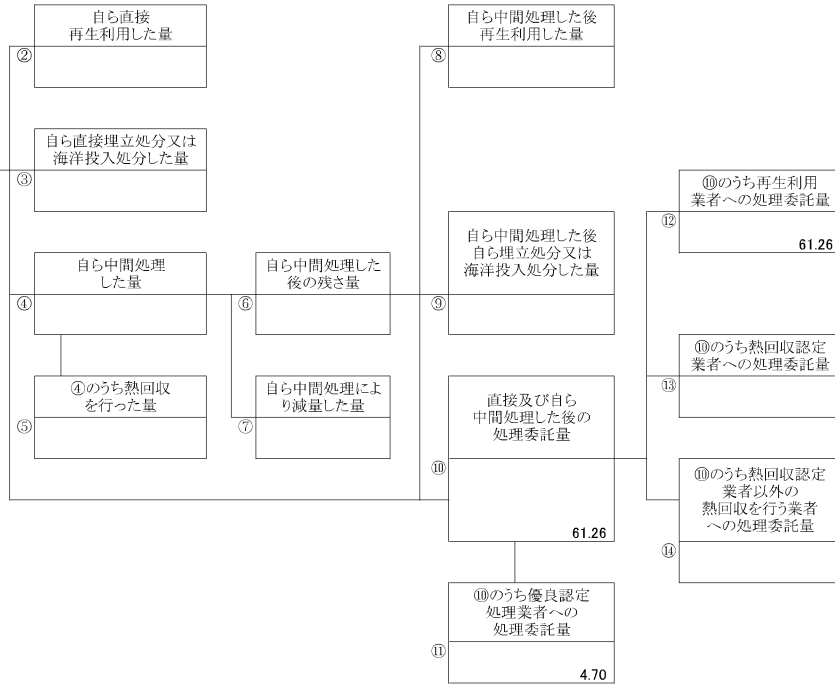 自ら直接
再生利用した量
②
自ら直接埋立処分又は
海洋投入処分した量
③
自ら中間処理
した量
④
④のうち熱回収
を行った量
⑤
自ら中間処理した
後の残さ量
⑥
自ら中間処理によ
り減量した量
⑦
自ら中間処理した後
再生利用した量
⑧
自ら中間処理した後
自ら埋立処分又は
海洋投入処分した量
⑨
直接及び自ら
中間処理した後の
処理委託量
⑩
61.26
⑩のうち優良認定
処理業者への
処理委託量
⑪
4.70
⑩のうち再生利用
業者への処理委託量
⑫
61.26
⑩のうち熱回収認定
業者への処理委託量
⑬
⑩のうち熱回収認定
業者以外の
熱回収を行う業者
への処理委託量
⑭